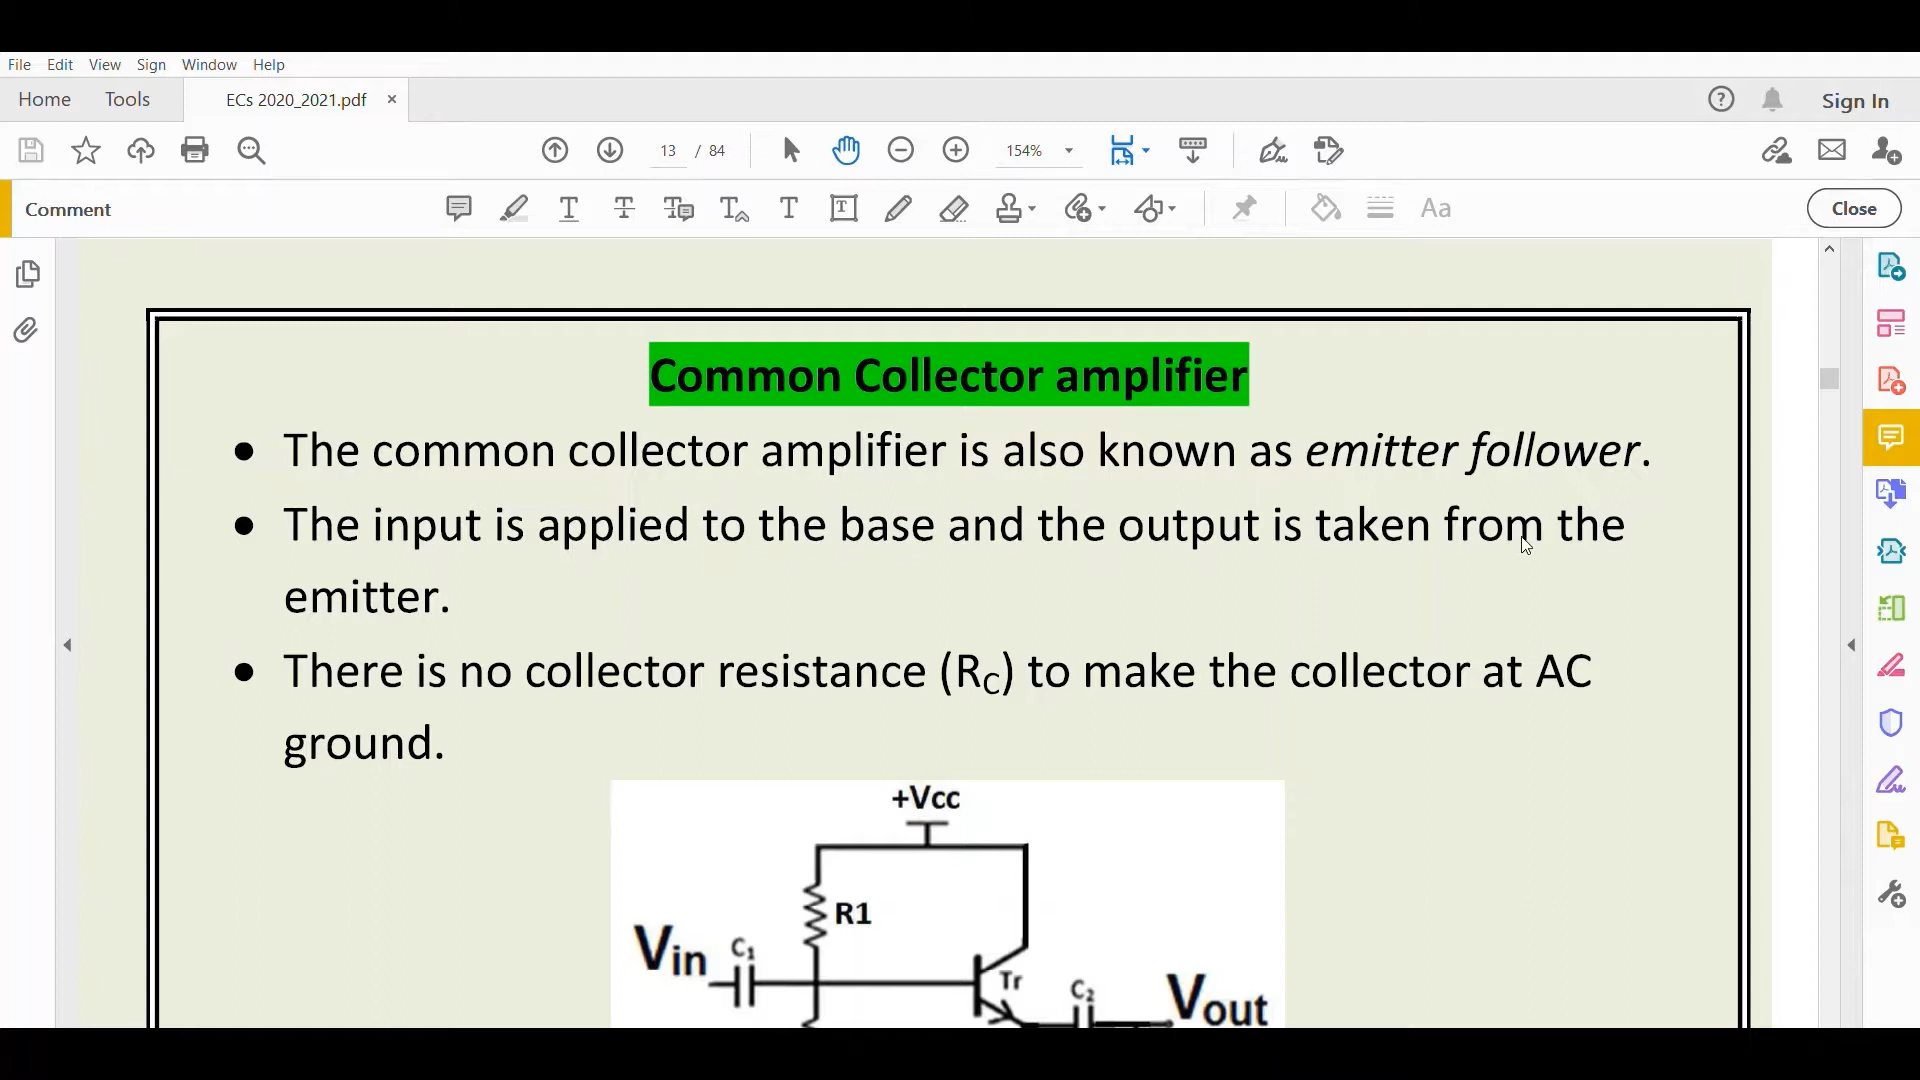 File Edit View Sign Window Help
Home Tools ECs 2020_2021.pdf × Sign In
13 / 84 154%
Comment Aa Close
Common Collector amplifier
• The common collector amplifier is also known as emitter follower.
• The input is applied to the base and the output is taken from the
emitter.
• There is no collector resistance (RC) to make the collector at AC
ground.
+Vcc
R1
Vin C1
Tr C2 Vout